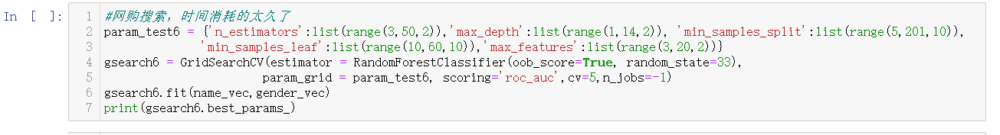 In [ ]:
1 #网购搜索，时间消耗的太久了
2 param_test6 = {'n_estimators':list(range(3,50,2)),'max_depth':list(range(1,14,2)), 'min_samples_split':list(range(5,201,10)),
3 'min_samples_leaf':list(range(10,60,10)),'max_features':list(range(3,20,2))}
4 gsearch6 = GridSearchCV(estimator = RandomForestClassifier(oob_score=True, random_state=33),
5 param_grid = param_test6, scoring='roc_auc',cv=5,n_jobs=-1)
6 gsearch6.fit(name_vec,gender_vec)
7 print(gsearch6.best_params_)